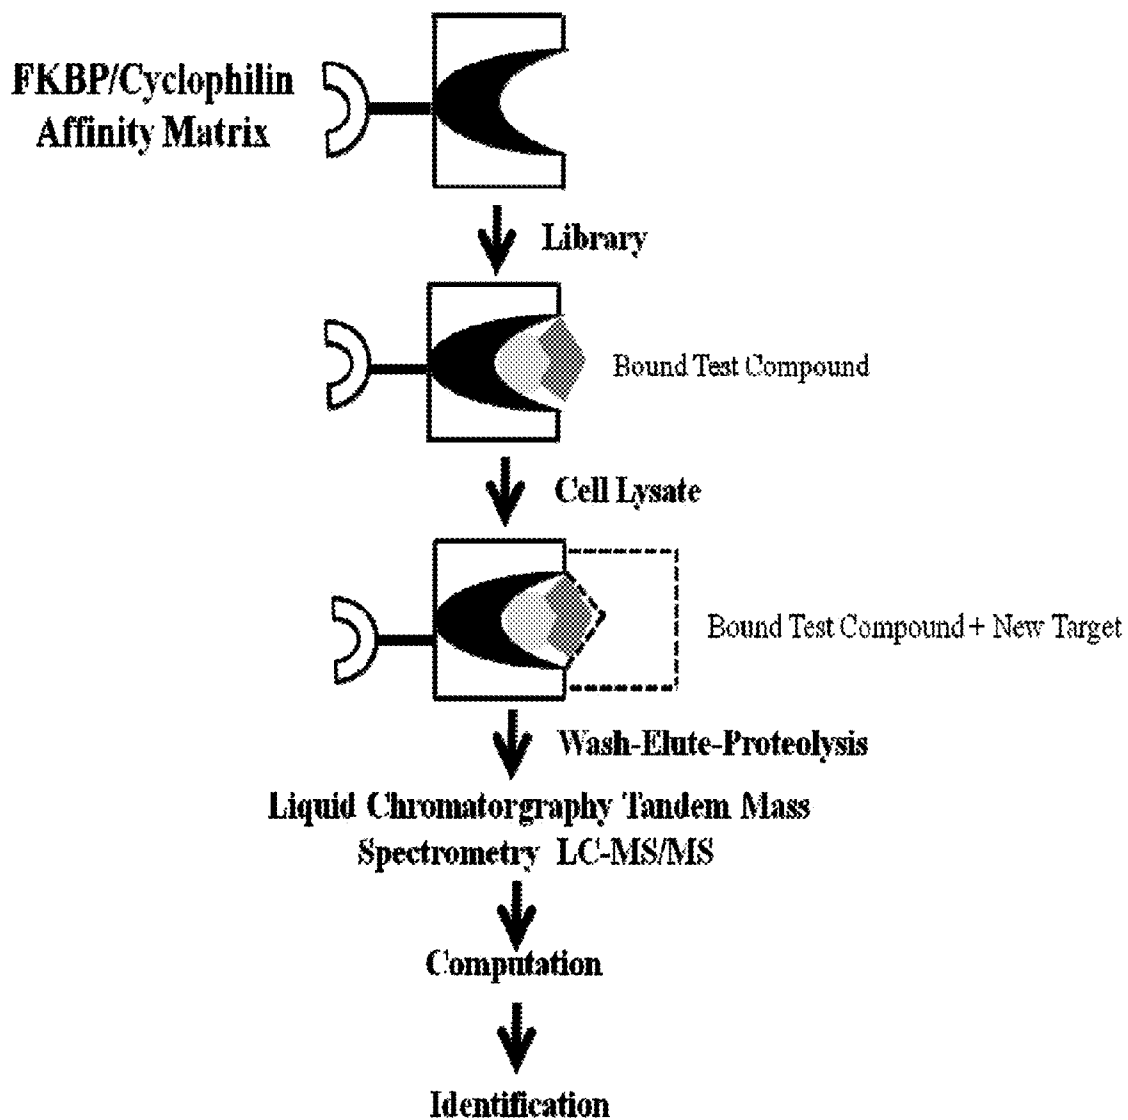 FKBP/Cyclophilin
Affinity Matrix
Library
Bound Test Compound
Cell Lysate
Bound Test Compound + New Target
Wash-Elute-Proteolysis
Liquid Chromatorgraphy Tandem Mass
Spectrometry LC-MS/MS
Computation
Identification